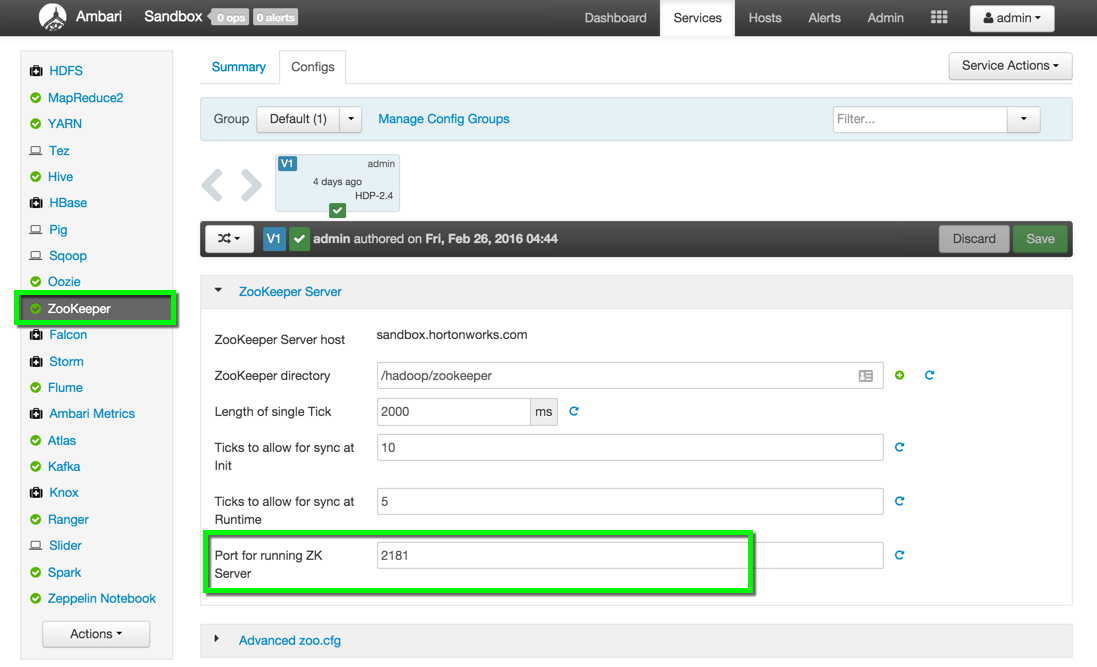 Ambari Sandbox 0 ops 0 alerts Dashboard Services Hosts Alerts Admin admin
HDFS
MapReduce2
YARN
Tez
Hive
HBase
Pig
Sqoop
Oozie
ZooKeeper
Falcon
Storm
Flume
Ambari Metrics
Atlas
Kafka
Knox
Ranger
Slider
Spark
Zeppelin Notebook
Actions
Summary Configs Service Actions
Group Default (1) Manage Config Groups Filter...
V1 admin
4 days ago
HDP-2.4
V1 admin authored on Fri, Feb 26, 2016 04:44 Discard Save
ZooKeeper Server
ZooKeeper Server host sandbox.hortonworks.com
ZooKeeper directory /hadoop/zookeeper
Length of single Tick 2000 ms
Ticks to allow for sync at 10
Init
Ticks to allow for sync at 5
Runtime
Port for running ZK 2181
Server
Advanced zoo.cfg